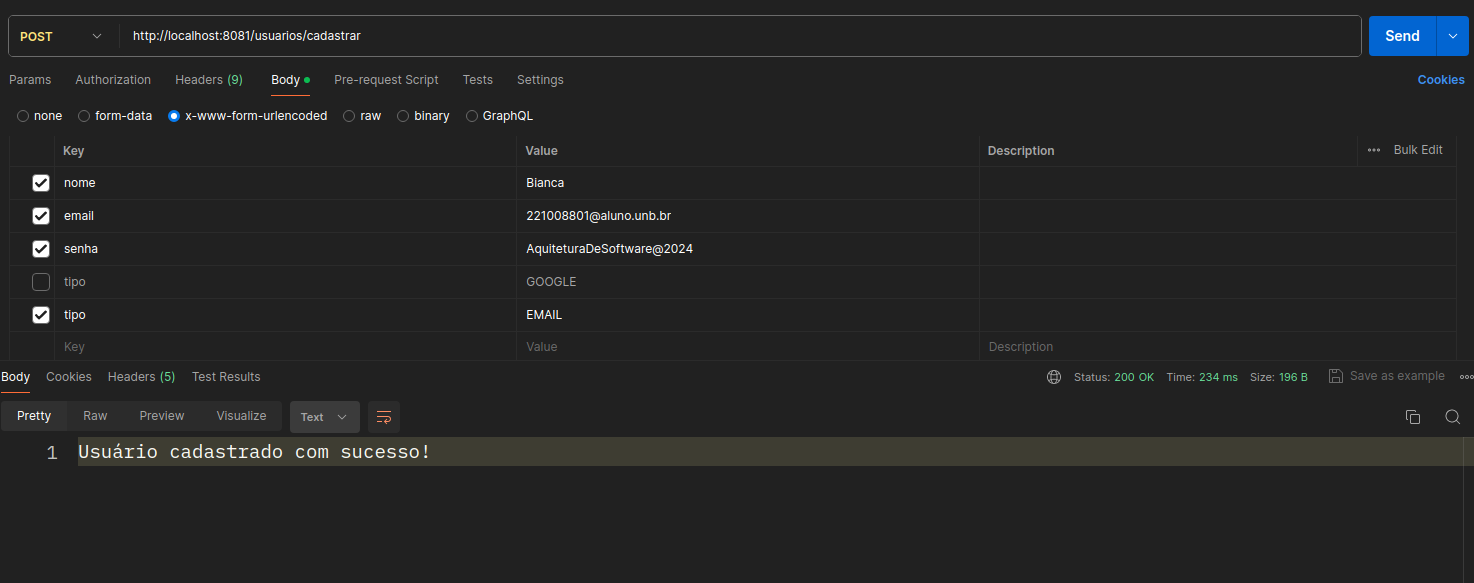 POST http://localhost:8081/usuarios/cadastrar Send
Params Authorization Headers (9) Body Pre-request Script Tests Settings Cookies
none form-data x-www-form-urlencoded raw binary GraphQL
Key Value Description Bulk Edit
nome Bianca
email 221008801@aluno.unb.br
senha AquiteturaDeSoftware@2024
tipo GOOGLE
tipo EMAIL
Key Value Description
Body Cookies Headers (5) Test Results Status: 200 OK Time: 234 ms Size: 196 B Save as example
Pretty Raw Preview Visualize Text
1 Usuário cadastrado com sucesso!